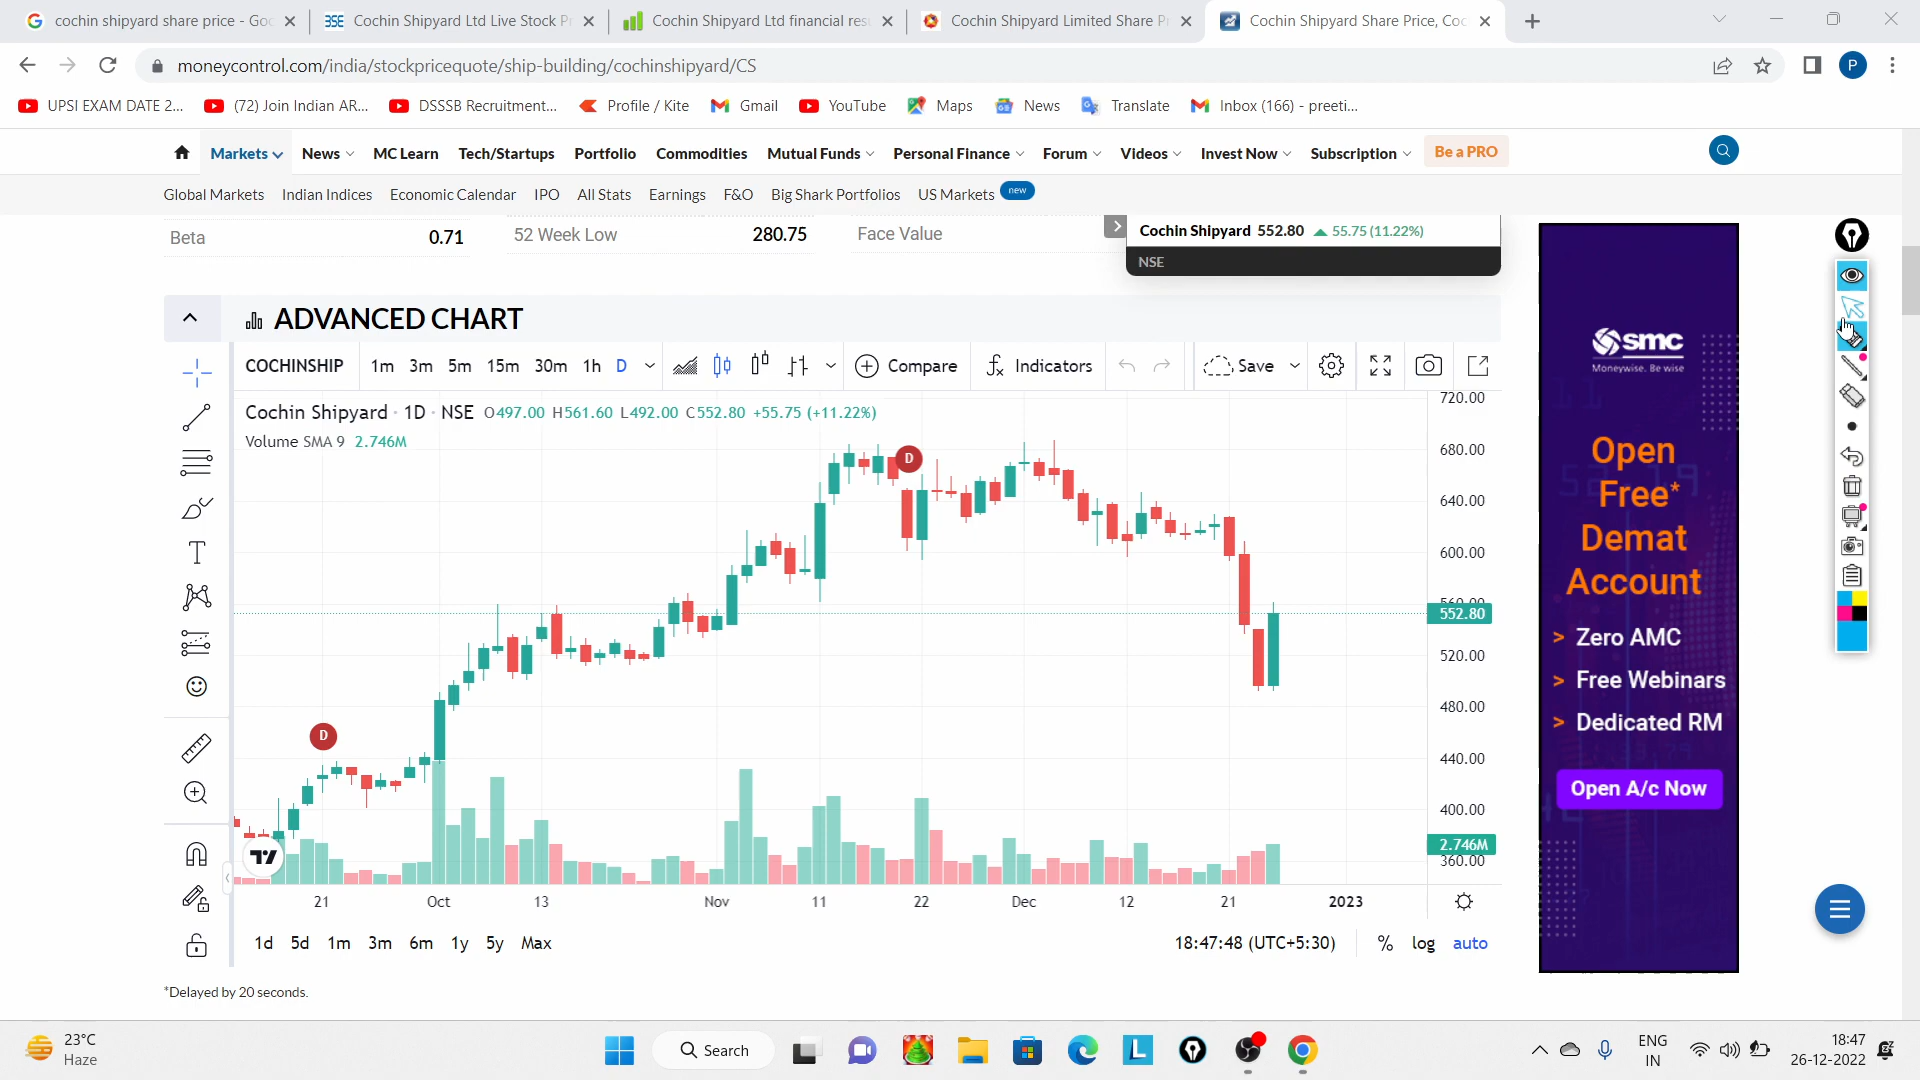 cochin shipyard share price - Goo
Cochin Shipyard Ltd Live Stock Pr
Cochin Shipyard Ltd financial resu
Cochin Shipyard Limited Share Pr
Cochin Shipyard Share Price, Coc
moneycontrol.com/india/stockpricequote/ship-building/cochinshipyard/CS
P
UPSI EXAM DATE 2...
(72) Join Indian AR...
DSSSB Recruitment...
Profile / Kite
Gmail
YouTube
Maps
News
Translate
Inbox (166) - preeti...
Markets
News
MC Learn
Tech/Startups
Portfolio
Commodities
Mutual Funds
Personal Finance
Forum
Videos
Invest Now
Subscription
Be a PRO
Global Markets
Indian Indices
Economic Calendar
IPO
All Stats
Earnings
F&O
Big Shark Portfolios
US Markets
new
Beta 0.71
52 Week Low 280.75
Face Value
Cochin Shipyard 552.80 55.75 (11.22%)
NSE
ADVANCED CHART
COCHINSHIP 1m 3m 5m 15m 30m 1h D
Compare
Indicators
Save
Cochin Shipyard · 1D · NSE O497.00 H561.60 L492.00 C552.80 +55.75 (+11.22%)
Volume SMA 9 2.746M
D
D
720.00
680.00
640.00
600.00
560.00
552.80
520.00
480.00
440.00
400.00
2.746M
360.00
21 Oct 13 Nov 11 22 Dec 12 21 2023
1d 5d 1m 3m 6m 1y 5y Max
18:47:48 (UTC+5:30)
% log auto
*Delayed by 20 seconds.
smc
Moneywise. Be wise
Open
Free*
Demat
Account
> Zero AMC
> Free Webinars
> Dedicated RM
Open A/c Now
23°C
Haze
Search
ENG
IN
18:47
26-12-2022